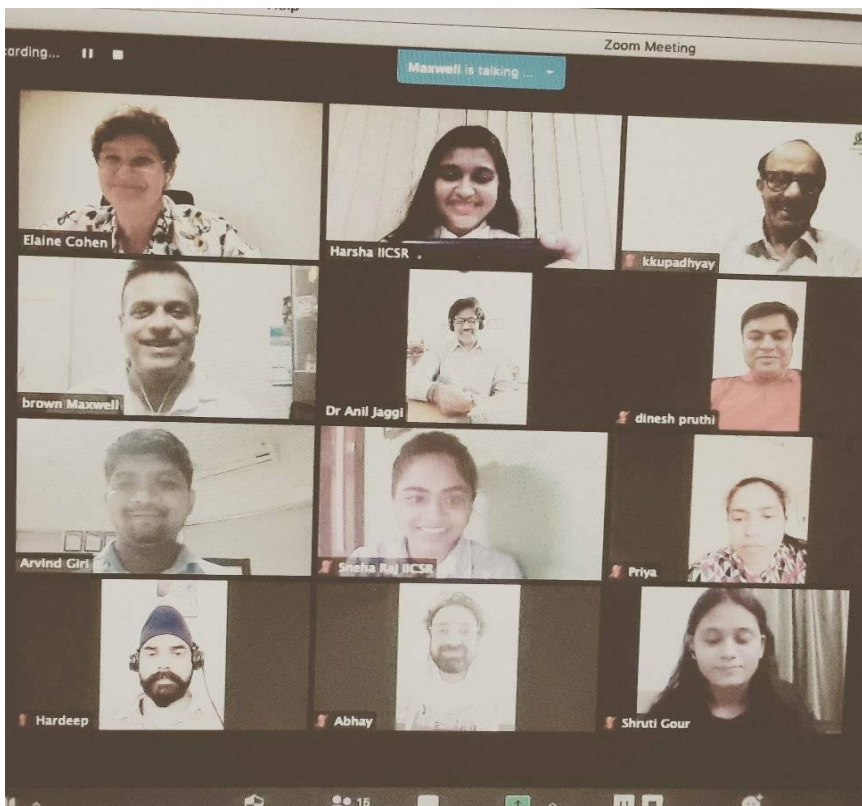 Help
cording...
Zoom Meeting
Maxwell is talking ...
Elaine Cohen
Harsha IICSR
kkupadhyay
brown Maxwell
Dr Anil Jaggi
dinesh pruthi
Arvind Giri
Sneha Raj IICSR
Priya
Hardeep
Abhay
Shruti Gour
15